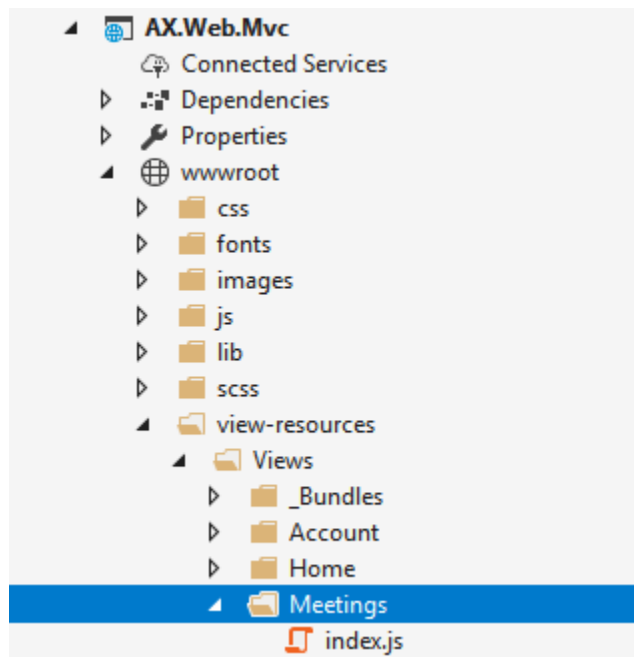 AX.Web.Mvc
Connected Services
Dependencies
Properties
wwwroot
css
fonts
images
js
lib
scss
view-resources
Views
_Bundles
Account
Home
Meetings
index.js